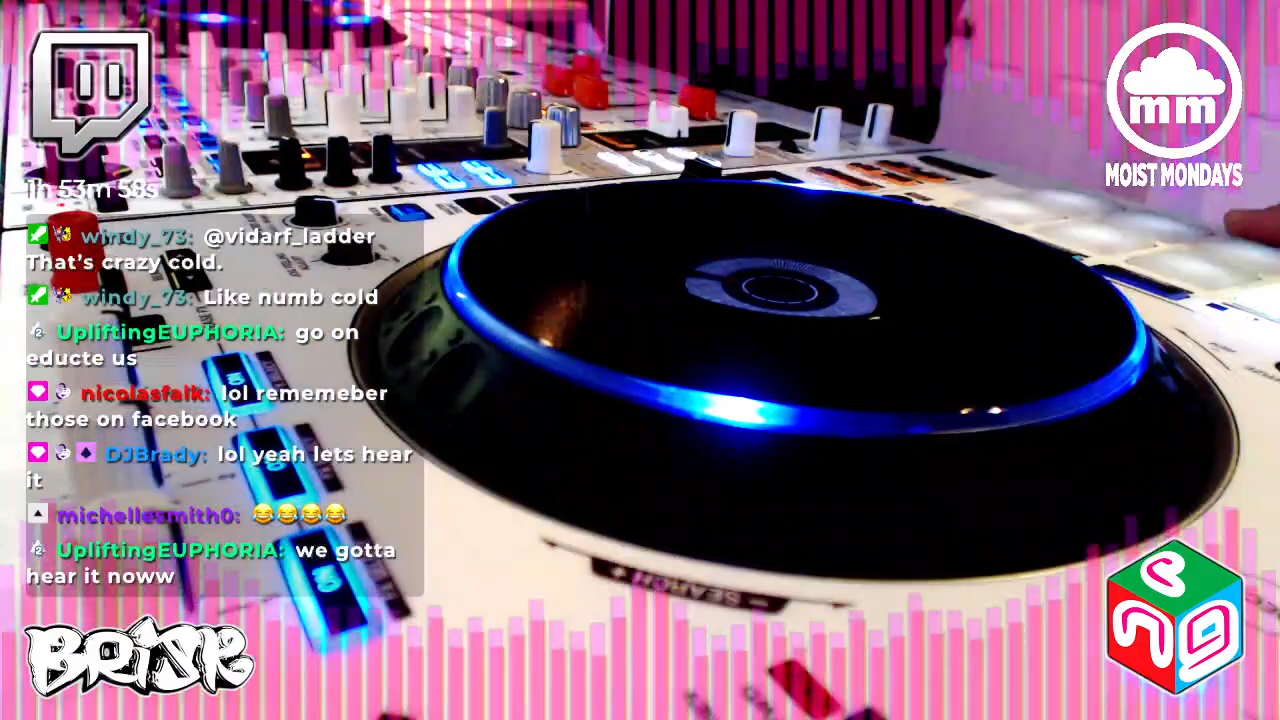 mm
MOIST MONDAYS
1h 53m 58s
windy_73: @vidarf_ladder
That's crazy cold.
windy_73: Like numb cold
UpliftingEUPHORIA: go on
educte us
nicolasfalk: lol rememeber
those on facebook
DJBrady: lol yeah lets hear
it
michellesmith0: 😂😂😂😂
UpliftingEUPHORIA: we gotta
hear it noww
+ SEARCH -
BRISK